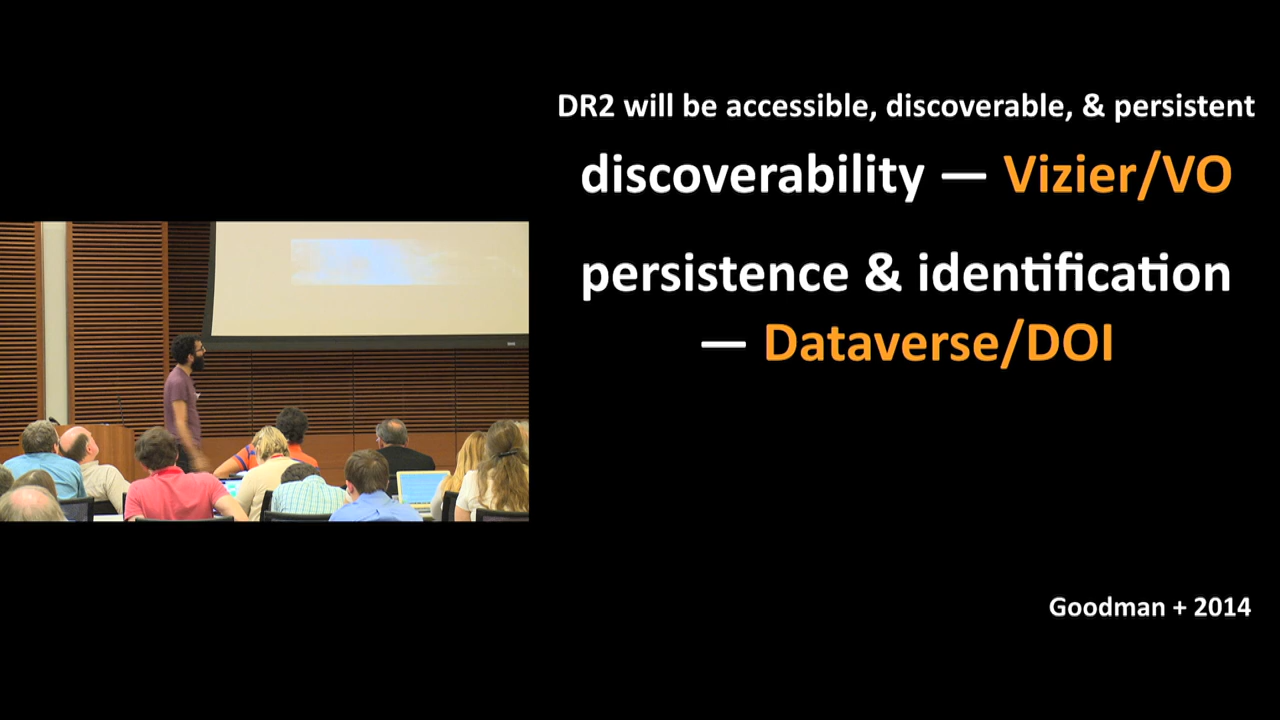 DR2 will be accessible, discoverable, & persistent
discoverability — Vizier/VO
persistence & identification
— Dataverse/DOI
Goodman + 2014